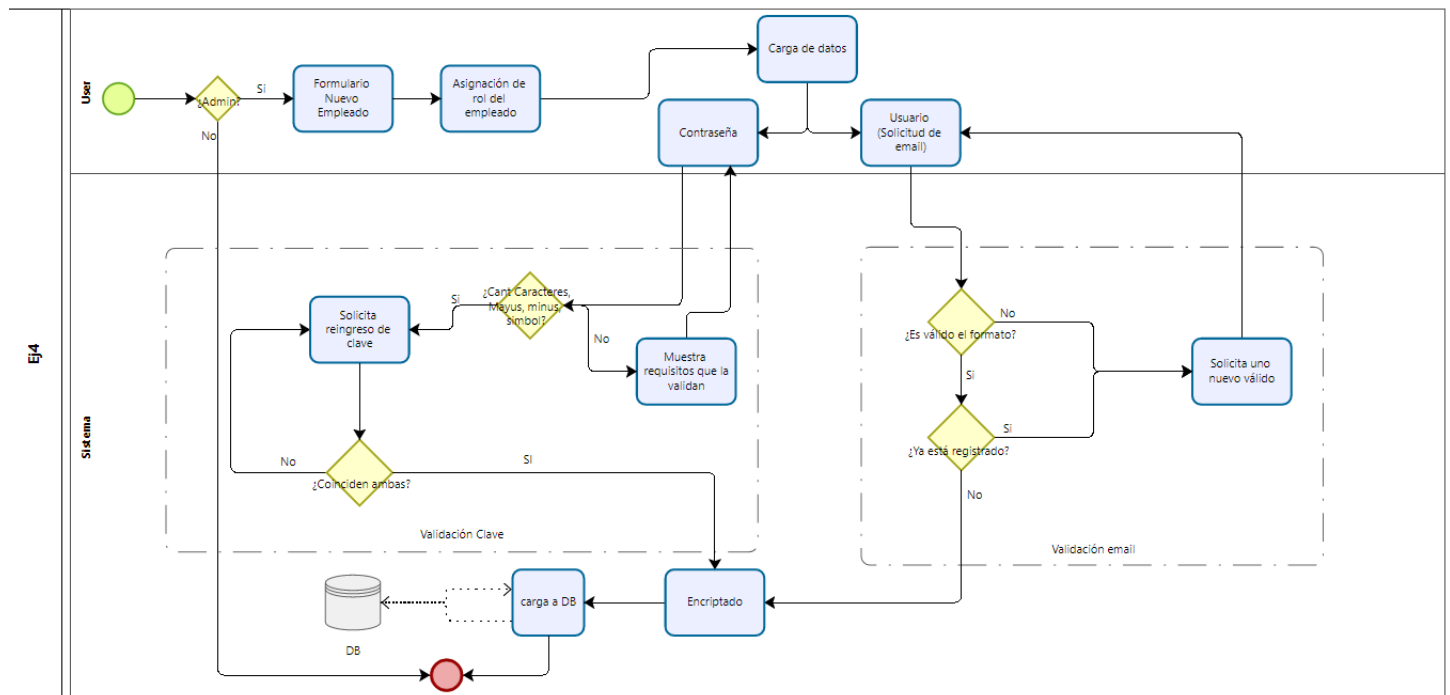 Ej4
User
¿Admin?
Si
No
Formulario
Nuevo
Empleado
Asignación de
rol del
empleado
Carga de datos
Contraseña
Usuario
(Solicitud de
email)
Sistema
Solicita
reingreso de
clave
Si
¿Cant Caracteres,
Mayus, minus,
simbol?
No
Muestra
requisitos que la
validan
No
¿Coinciden ambas?
SI
Validación Clave
¿Es válido el formato?
No
Si
Solicita uno
nuevo válido
¿Ya está registrado?
Si
No
Validación email
DB
carga a DB
Encriptado